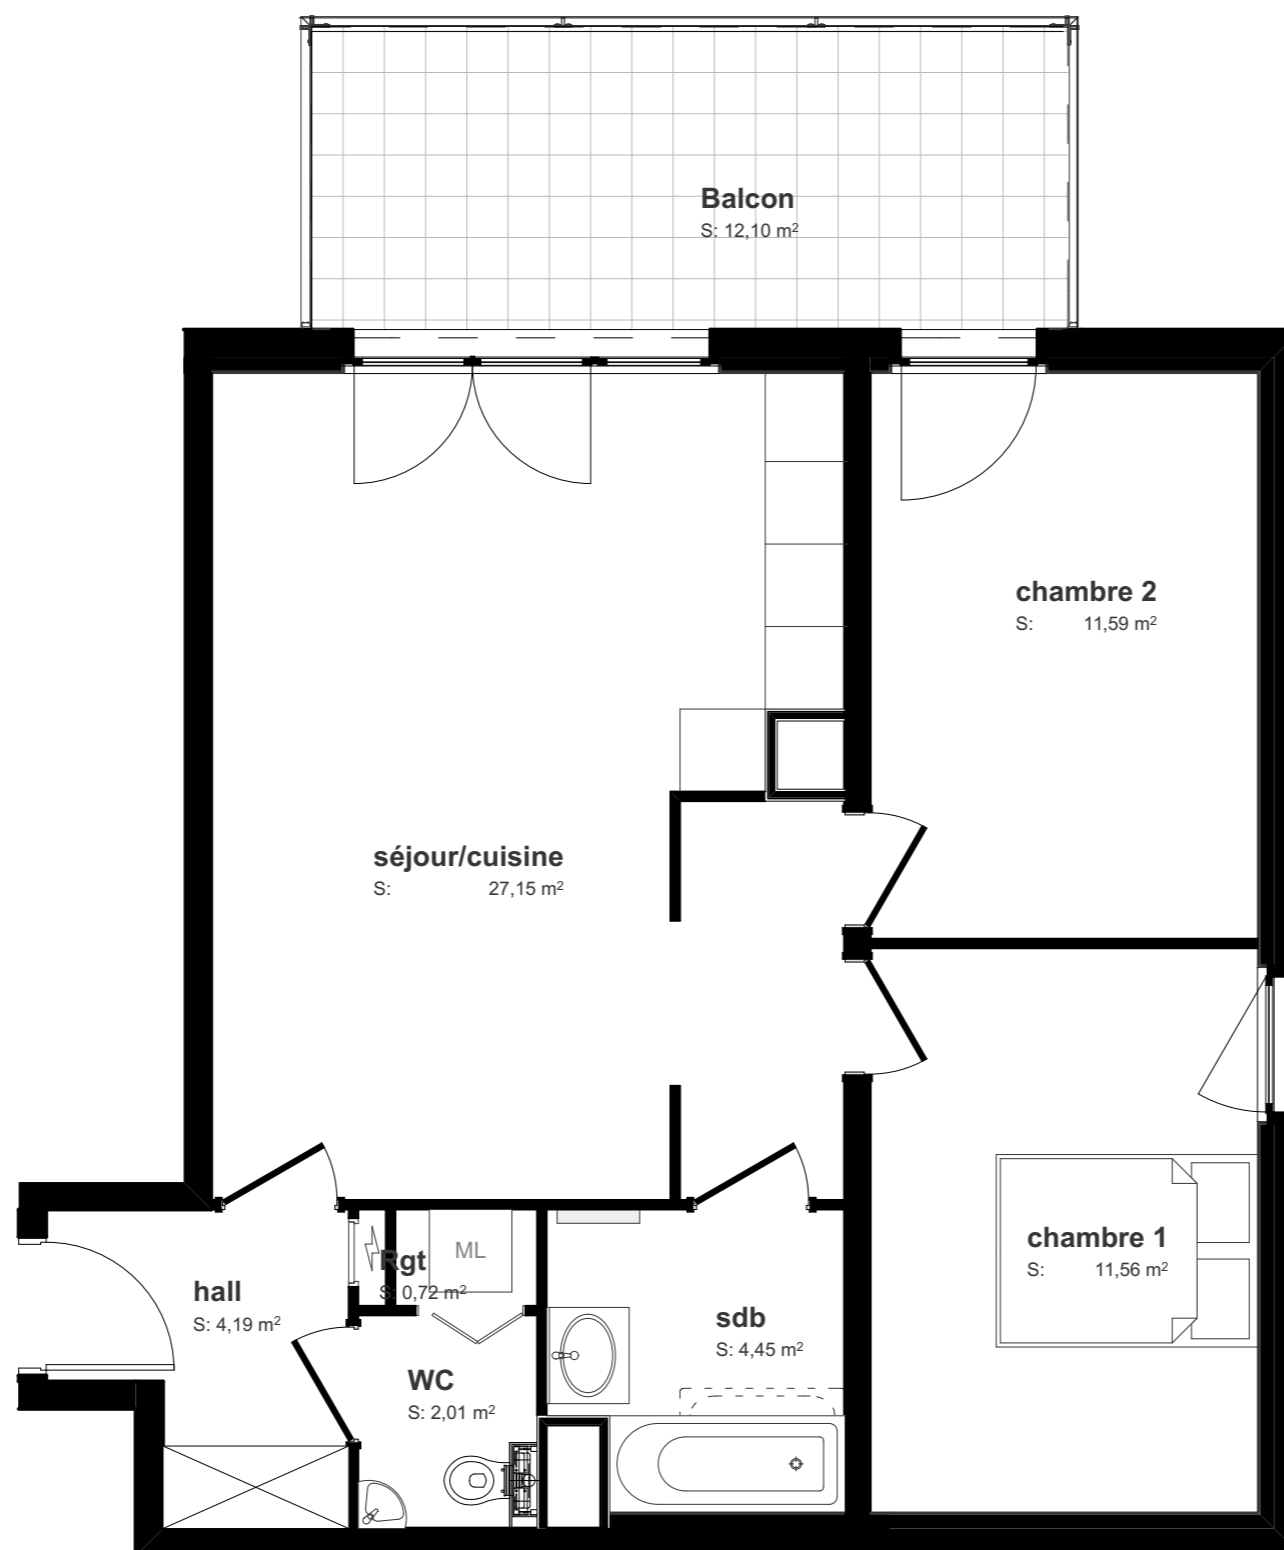 Balcon
S: 12,10 m²
chambre 2
S: 11,59 m²
séjour/cuisine
S: 27,15 m²
chambre 1
S: 11,56 m²
Rgt
S: 0,72 m²
ML
hall
S: 4,19 m²
sdb
S: 4,45 m²
WC
S: 2,01 m²